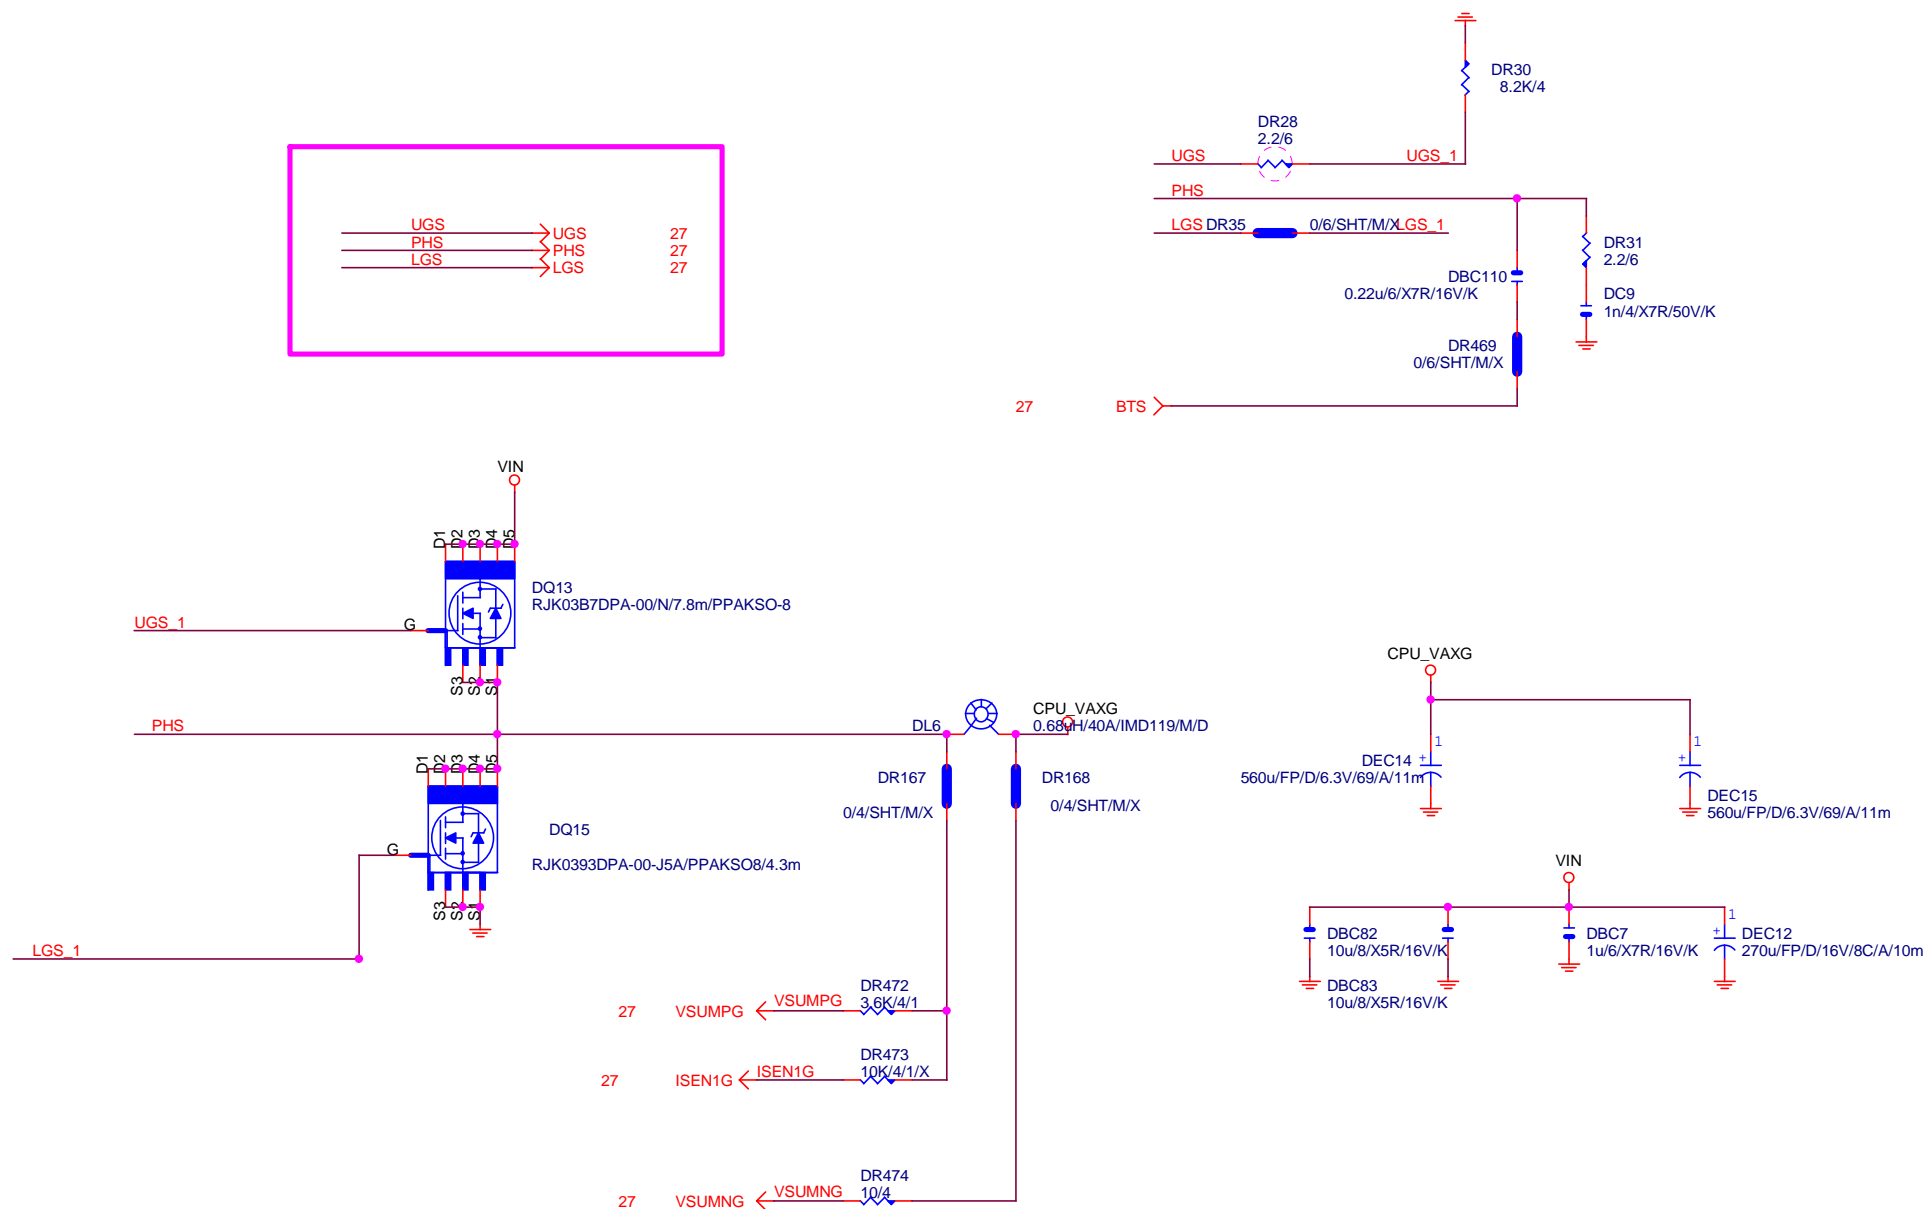 DR30
8.2K/4
DR28
2.2/6
UGS
UGS_1
PHS
LGS
DR35
0/6/SHT/M/X
LGS_1
UGS
UGS
27
PHS
PHS
27
LGS
LGS
27
DR31
2.2/6
DBC110
0.22u/6/X7R/16V/K
DC9
1n/4/X7R/50V/K
DR469
0/6/SHT/M/X
27
BTS
VIN
D1
D2
D3
D4
D5
DQ13
RJK03B7DPA-00/N/7.8m/PPAKSO-8
UGS_1
G
S3
S2
S1
PHS
DL6
CPU_VAXG
0.68uH/40A/IMD119/M/D
D1
D2
D3
D4
D5
DR167
0/4/SHT/M/X
DR168
0/4/SHT/M/X
DQ15
RJK0393DPA-00-J5A/PPAKSO8/4.3m
G
S3
S2
S1
LGS_1
CPU_VAXG
1
DEC14
+
560u/FP/D/6.3V/69/A/11m
1
+
DEC15
560u/FP/D/6.3V/69/A/11m
VIN
DBC82
10u/8/X5R/16V/K
DBC83
10u/8/X5R/16V/K
DBC7
1u/6/X7R/16V/K
1
+
DEC12
270u/FP/D/16V/8C/A/10m
27
VSUMPG
VSUMPG
DR472
3.6K/4/1
27
ISEN1G
ISEN1G
DR473
10K/4/1/X
27
VSUMNG
VSUMNG
DR474
10/4